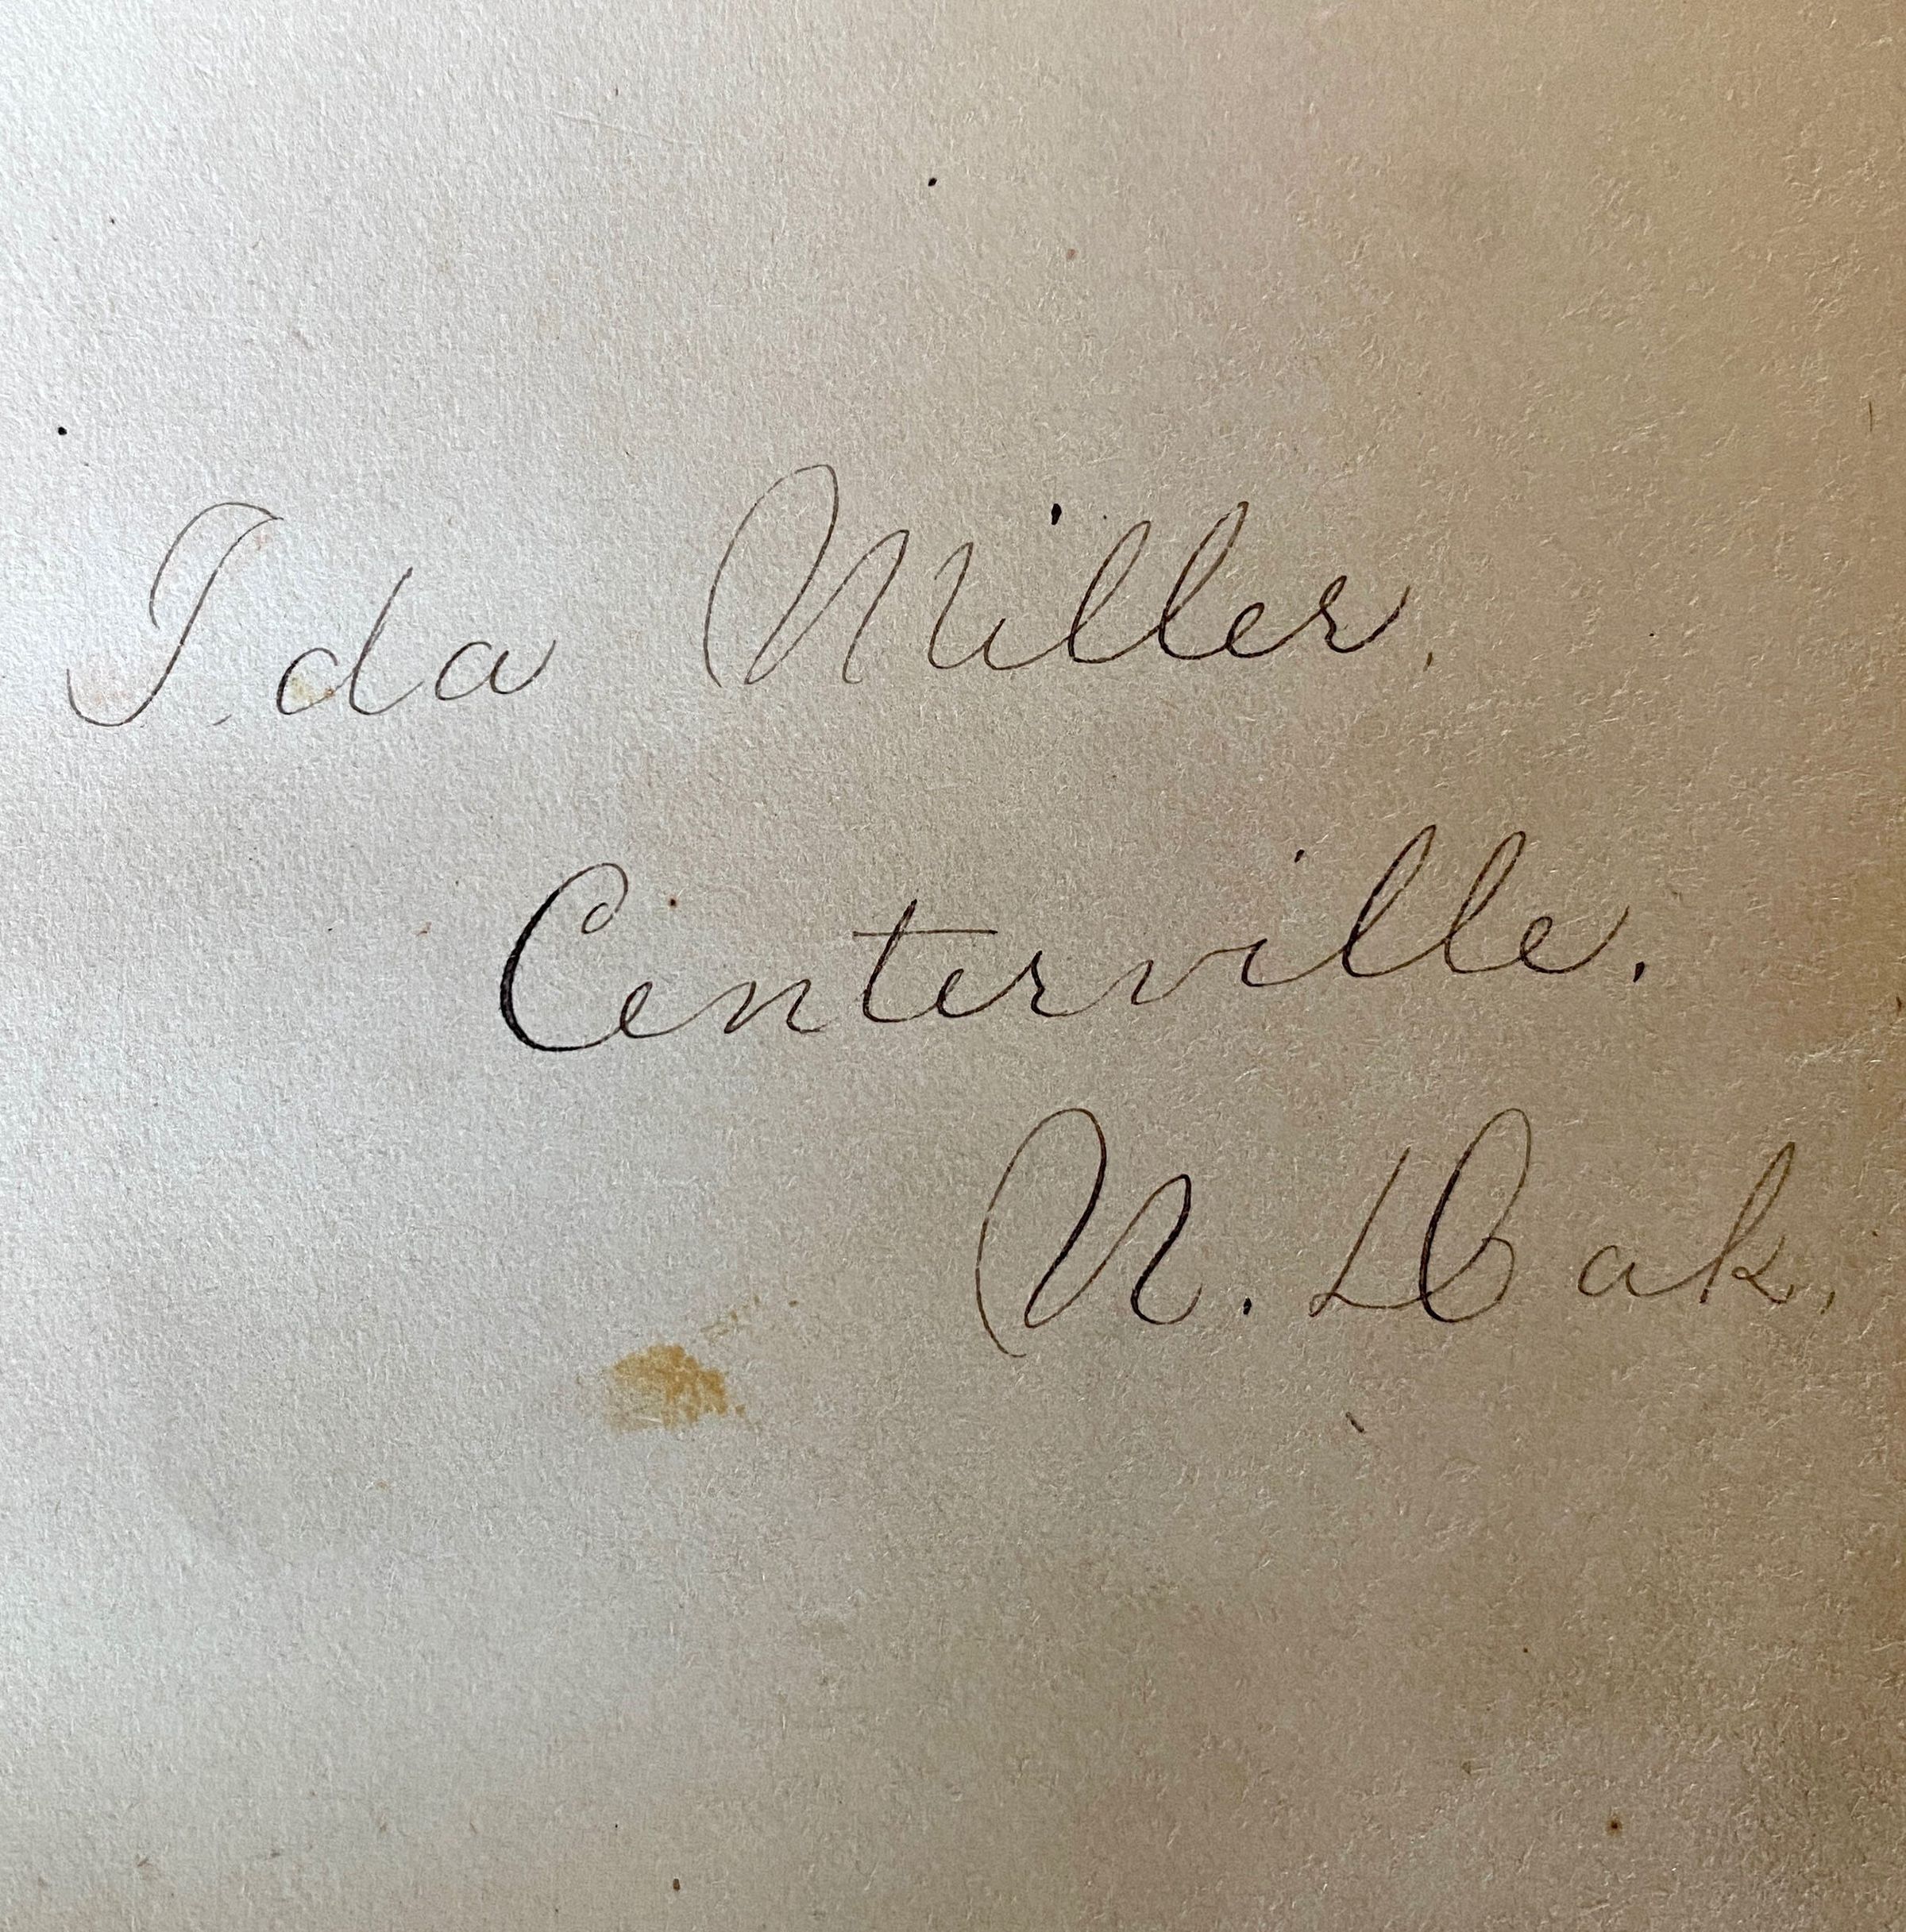 Ida Miller.
Centerville.
N. Dak.